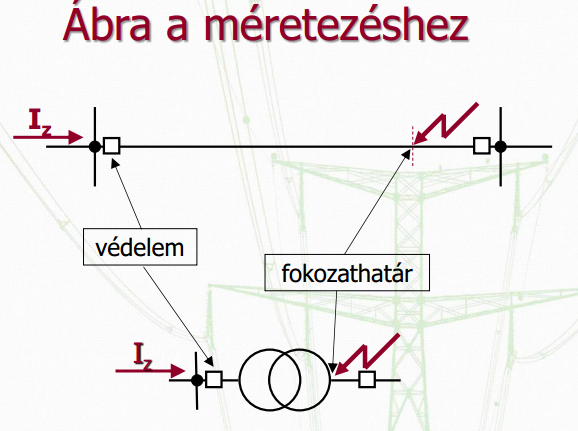 Ábra a méretezéshez
Iz
védelem
fokozathatár
Iz